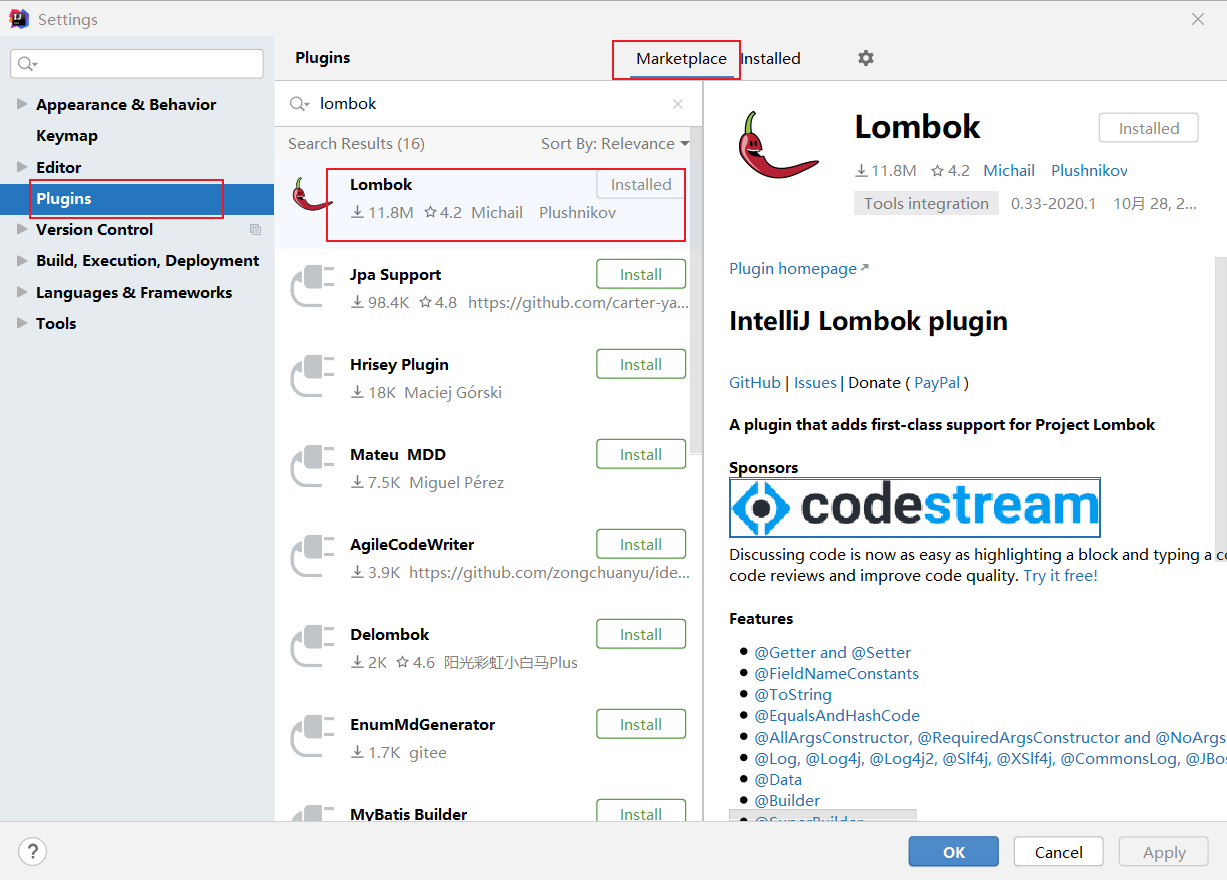 Settings
Plugins
Marketplace
Installed
Appearance & Behavior
Keymap
Editor
Plugins
Version Control
Build, Execution, Deployment
Languages & Frameworks
Tools
lombok
Search Results (16)
Sort By: Relevance
Lombok
Installed
11.8M 4.2 Michail Plushnikov
Jpa Support
Install
98.4K 4.8 https://github.com/carter-ya...
Hrisey Plugin
Install
18K Maciej Górski
Mateu MDD
Install
7.5K Miguel Pérez
AgileCodeWriter
Install
3.9K https://github.com/zongchuanyu/ide...
Delombok
Install
2K 4.6 阳光彩虹小白马Plus
EnumMdGenerator
Install
1.7K gitee
MyBatis Builder
Install
Lombok
Installed
11.8M 4.2 Michail Plushnikov
Tools integration 0.33-2020.1 10月 28, 2...
Plugin homepage
IntelliJ Lombok plugin
GitHub | Issues | Donate ( PayPal )
A plugin that adds first-class support for Project Lombok
Sponsors
codestream
Discussing code is now as easy as highlighting a block and typing a co
code reviews and improve code quality. Try it free!
Features
@Getter and @Setter
@FieldNameConstants
@ToString
@EqualsAndHashCode
@AllArgsConstructor, @RequiredArgsConstructor and @NoArgs
@Log, @Log4j, @Log4j2, @Slf4j, @XSlf4j, @CommonsLog, @JBos
@Data
@Builder
@SuperBuilder
?
OK
Cancel
Apply